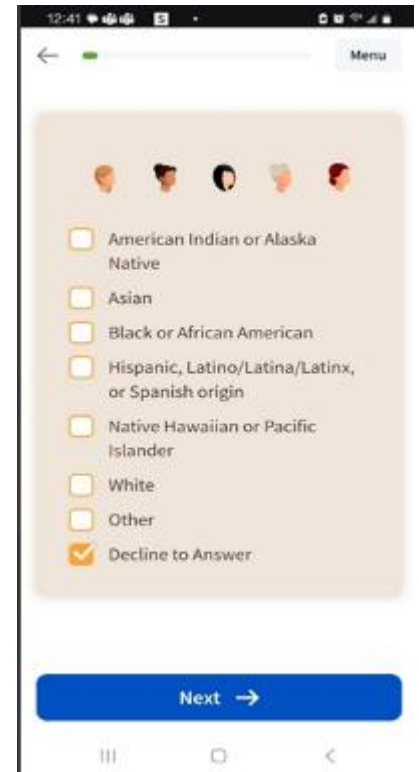 12:41
S
Menu
American Indian or Alaska
Native
Asian
Black or African American
Hispanic, Latino/Latina/Latinx,
or Spanish origin
Native Hawaiian or Pacific
Islander
White
Other
Decline to Answer
Next →